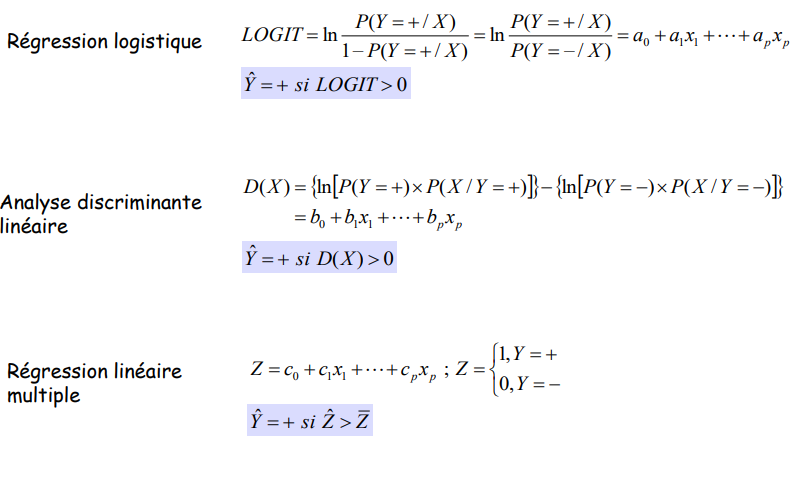 Régression logistique
LOGIT = ln P(Y = + / X) / 1 − P(Y = + / X) = ln P(Y = + / X) / P(Y = − / X) = a₀ + a₁x₁ + ⋯ + aₚxₚ
Ŷ = + si LOGIT > 0
Analyse discriminante
linéaire
D(X) = {ln[P(Y = +) × P(X / Y = +)]} − {ln[P(Y = −) × P(X / Y = −)]}
= b₀ + b₁x₁ + ⋯ + bₚxₚ
Ŷ = + si D(X) > 0
Régression linéaire
multiple
Z = c₀ + c₁x₁ + ⋯ + cₚxₚ ; Z = {1, Y = +
0, Y = −
Ŷ = + si Ẑ > Z̅